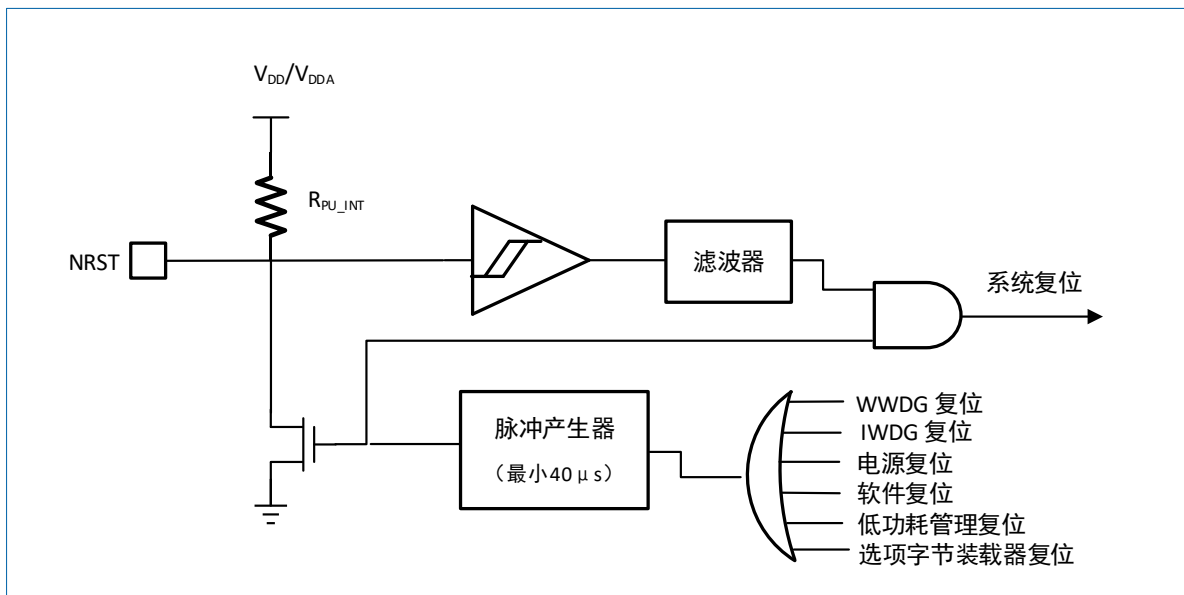 VDD/VDDA
RPU_INT
NRST
滤波器
系统复位
脉冲产生器
（最小40μs）
WWDG 复位
IWDG 复位
电源复位
软件复位
低功耗管理复位
选项字节装载器复位